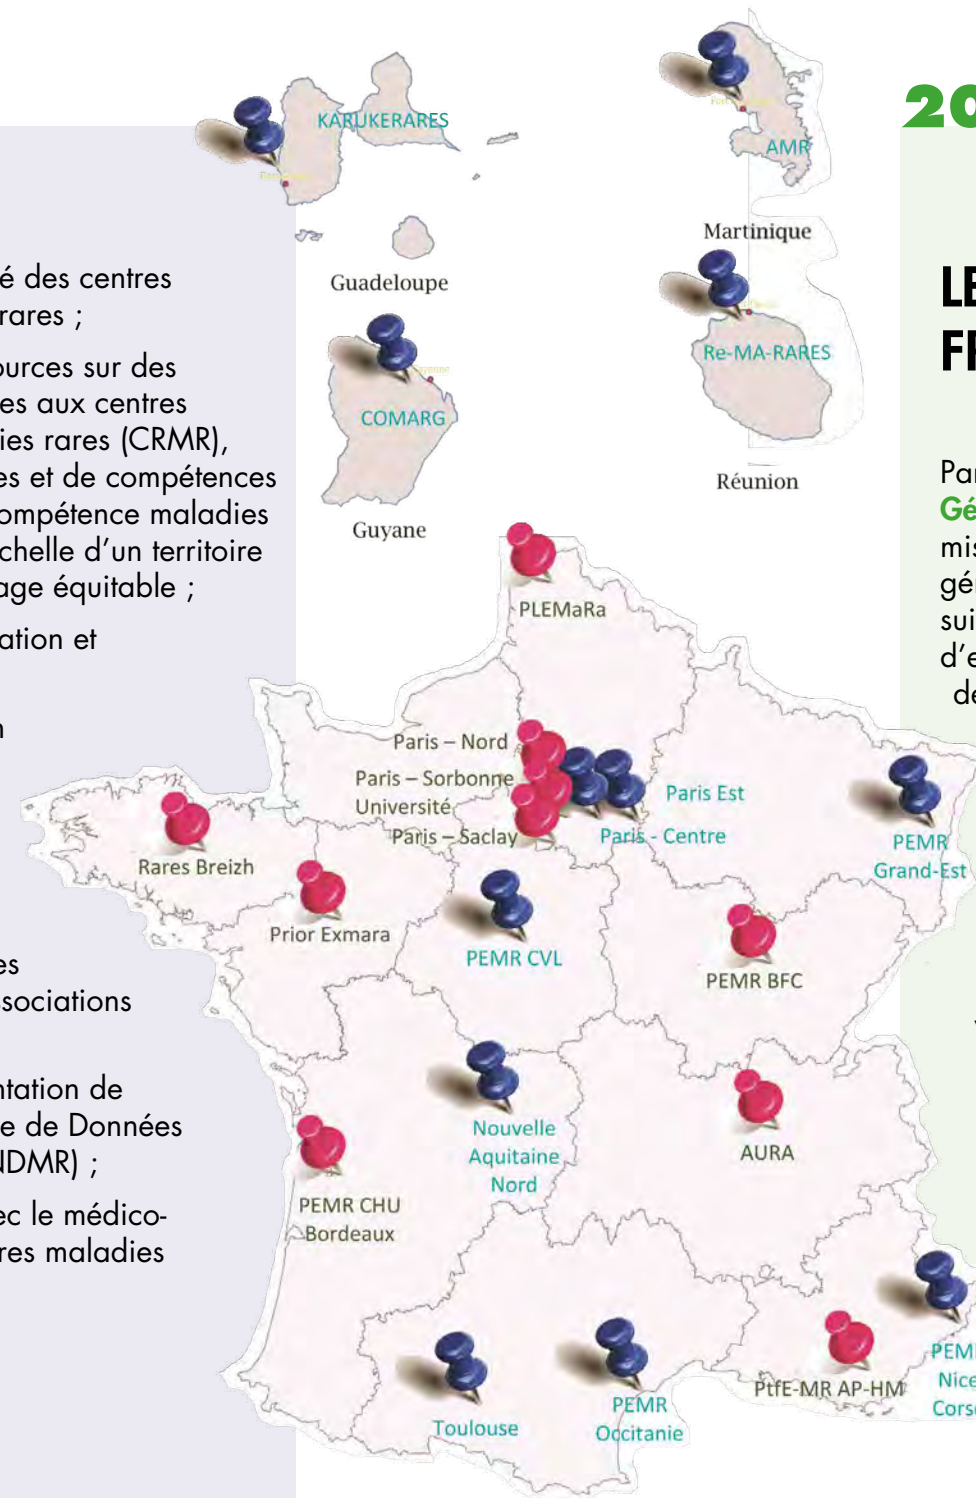 é des centres
rares ;
ources sur des
es aux centres
ies rares (CRMR),
es et de compétences
ompétence maladies
chelle d'un territoire
age équitable ;
ation et
n
es
ssociations
ntation de
e de Données
NDMR) ;
ec le médico-
res maladies
KARUKERARES
Guadeloupe
AMR
Martinique
COMARG
Guyane
Re-MA-RARES
Réunion
PLEMaRa
Paris – Nord
Paris – Sorbonne
Université
Paris – Saclay
Paris Est
Paris - Centre
PEMR
Grand-Est
Rares Breizh
Prior Exmara
PEMR CVL
PEMR BFC
Nouvelle
Aquitaine
Nord
AURA
PEMR CHU
Bordeaux
Toulouse
PEMR
Occitanie
PtfE-MR AP-HM
PEM
Nice
Cors
20
LE
FR
Par
Gé
mis
gén
sui
d'e
de